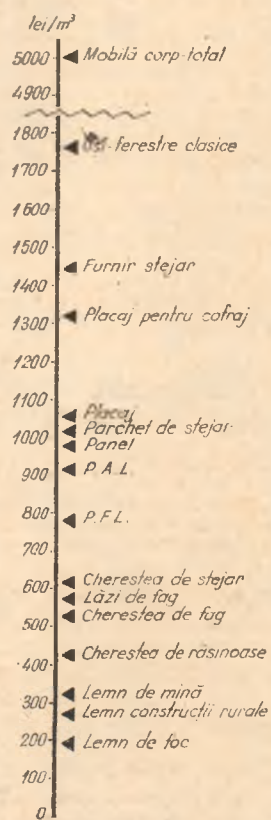 lei/m³
5000 Mobilă corp-total
4900
1800
ferestre clasice
1700
1600
1500
Furnir stejar
1400
Placaj pentru cofraj
1300
1200
1100
Placaj
Parchet de stejar
1000
Panel
900 P.A.L.
800
P.F.L.
700
600 Cherestea de stejar
Lăzi de fag
Cherestea de fag
500
400 Cherestea de răsinoase
Lemn de mină
300
Lemn construcții rurale
200 Lemn de foc
100
0